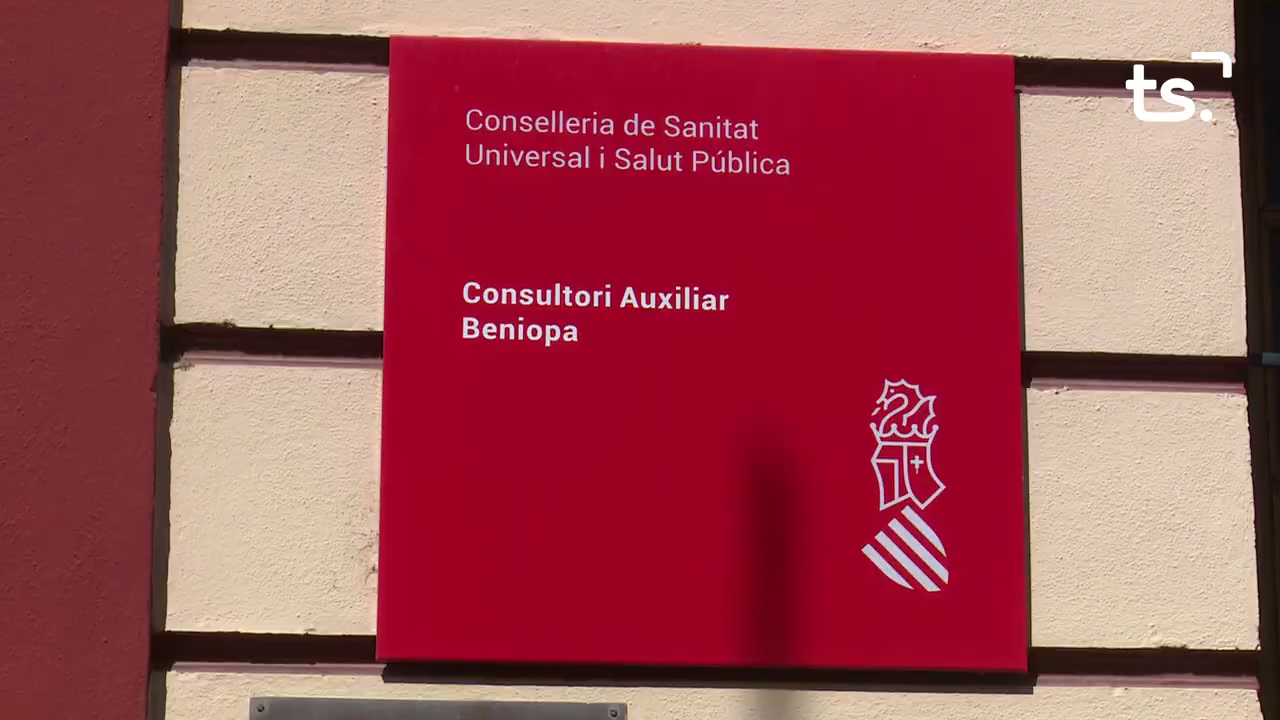 ts.
Conselleria de Sanitat
Universal i Salut Pública
Consultori Auxiliar
Beniopa